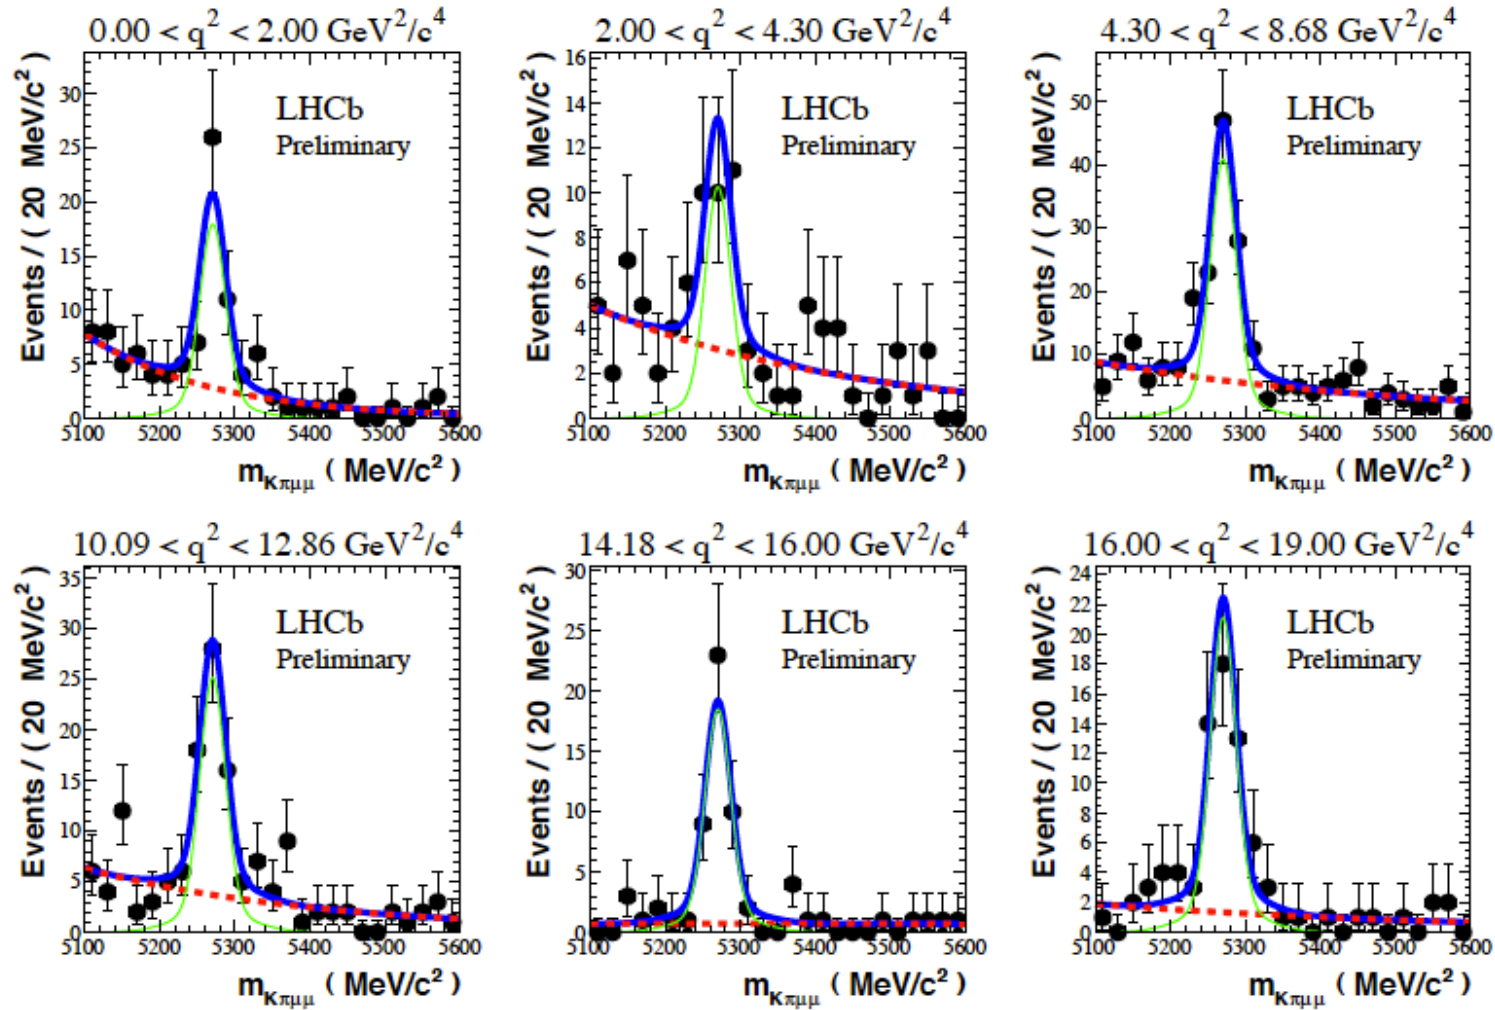 0.00 < q² < 2.00 GeV²/c⁴
Events / ( 20 MeV/c² )
30
25
20
15
10
5
0
LHCb
Preliminary
5100 5200 5300 5400 5500 5600
m_Kπμμ ( MeV/c² )
2.00 < q² < 4.30 GeV²/c⁴
Events / ( 20 MeV/c² )
16
14
12
10
8
6
4
2
0
LHCb
Preliminary
5100 5200 5300 5400 5500 5600
m_Kπμμ ( MeV/c² )
4.30 < q² < 8.68 GeV²/c⁴
Events / ( 20 MeV/c² )
50
40
30
20
10
0
LHCb
Preliminary
5100 5200 5300 5400 5500 5600
m_Kπμμ ( MeV/c² )
10.09 < q² < 12.86 GeV²/c⁴
Events / ( 20 MeV/c² )
35
30
25
20
15
10
5
0
LHCb
Preliminary
5100 5200 5300 5400 5500 5600
m_Kπμμ ( MeV/c² )
14.18 < q² < 16.00 GeV²/c⁴
Events / ( 20 MeV/c² )
30
25
20
15
10
5
0
LHCb
Preliminary
5100 5200 5300 5400 5500 5600
m_Kπμμ ( MeV/c² )
16.00 < q² < 19.00 GeV²/c⁴
Events / ( 20 MeV/c² )
24
22
20
18
16
14
12
10
8
6
4
2
0
LHCb
Preliminary
5100 5200 5300 5400 5500 5600
m_Kπμμ ( MeV/c² )